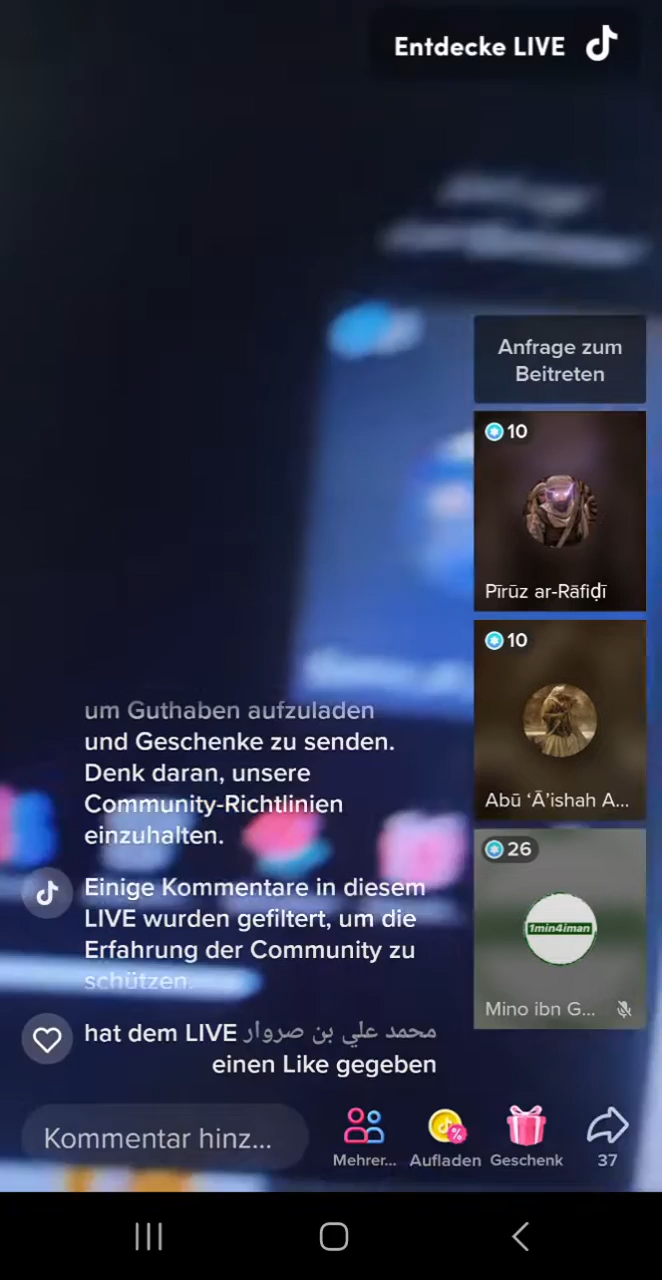 Entdecke LIVE
Anfrage zum
Beitreten
10
Pīrūz ar-Rāfiḍī
10
Abū ‘Ā’ishah A...
26
1min4iman
Mino ibn G...
um Guthaben aufzuladen
und Geschenke zu senden.
Denk daran, unsere
Community-Richtlinien
einzuhalten.
Einige Kommentare in diesem
LIVE wurden gefiltert, um die
Erfahrung der Community zu
schützen.
hat dem LIVE محمد علي بن صروار
einen Like gegeben
Kommentar hinz...
Mehrer...
Aufladen
Geschenk
37